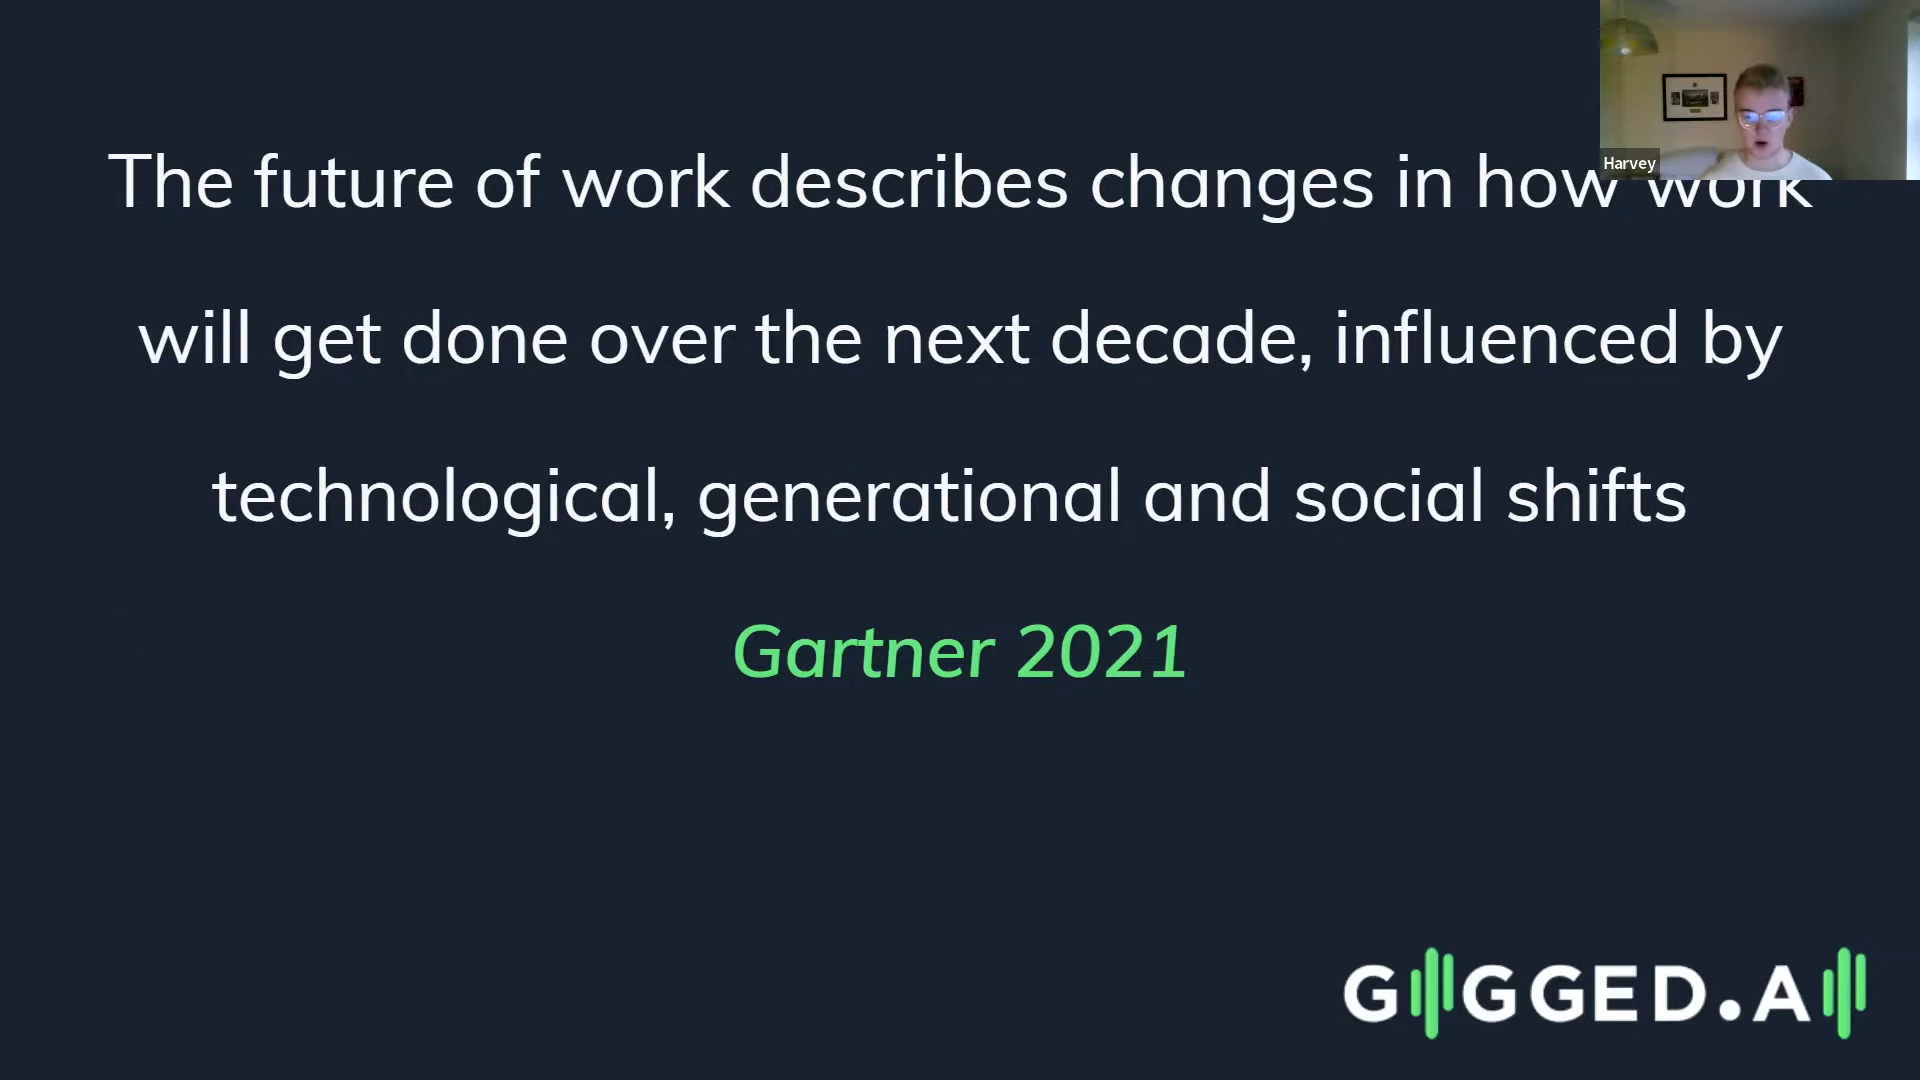 The future of work describes changes in how work
Harvey
will get done over the next decade, influenced by
technological, generational and social shifts
Gartner 2021
GIGGED.AI